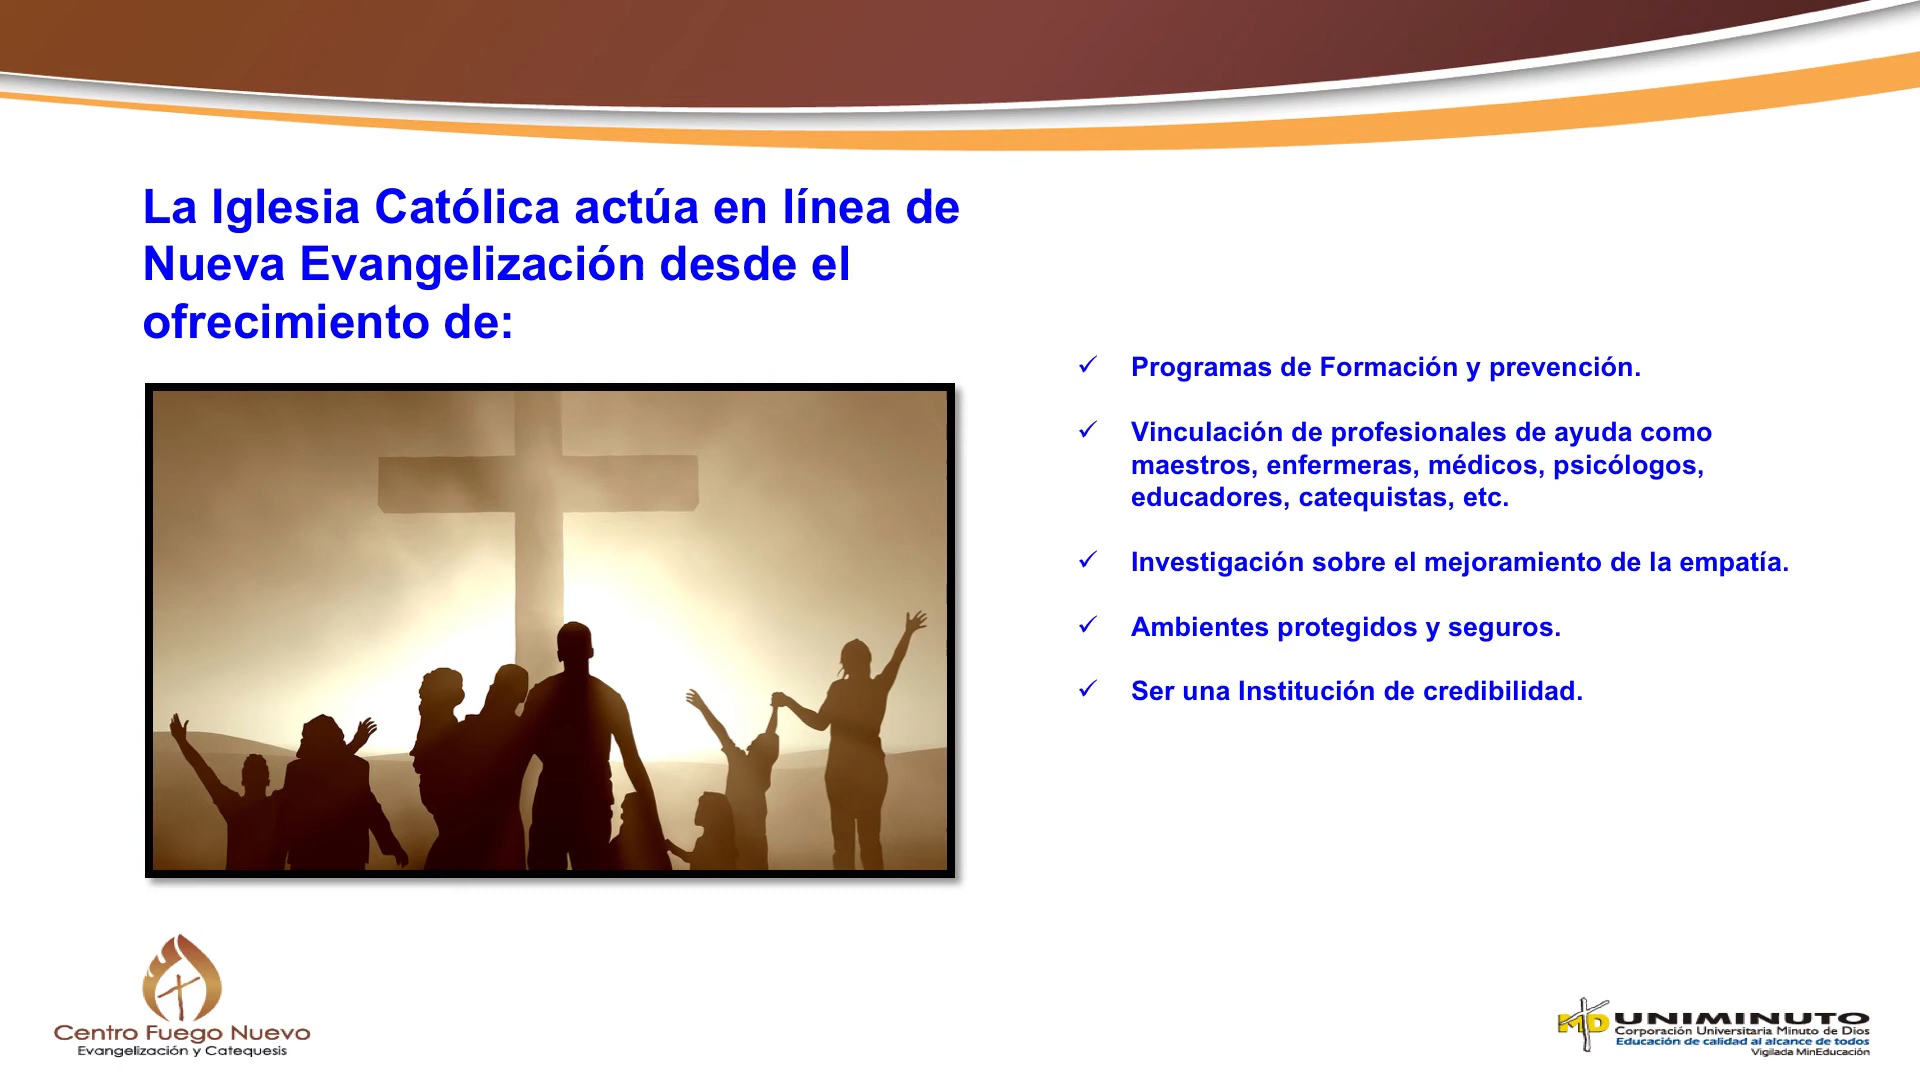 La Iglesia Católica actúa en línea de
Nueva Evangelización desde el
ofrecimiento de:
✓ Programas de Formación y prevención.
✓ Vinculación de profesionales de ayuda como
maestros, enfermeras, médicos, psicólogos,
educadores, catequistas, etc.
✓ Investigación sobre el mejoramiento de la empatía.
✓ Ambientes protegidos y seguros.
✓ Ser una Institución de credibilidad.
Centro Fuego Nuevo
Evangelización y Catequesis
MD UNIMINUTO
Corporación Universitaria Minuto de Dios
Educación de calidad al alcance de todos
Vigilada MinEducación